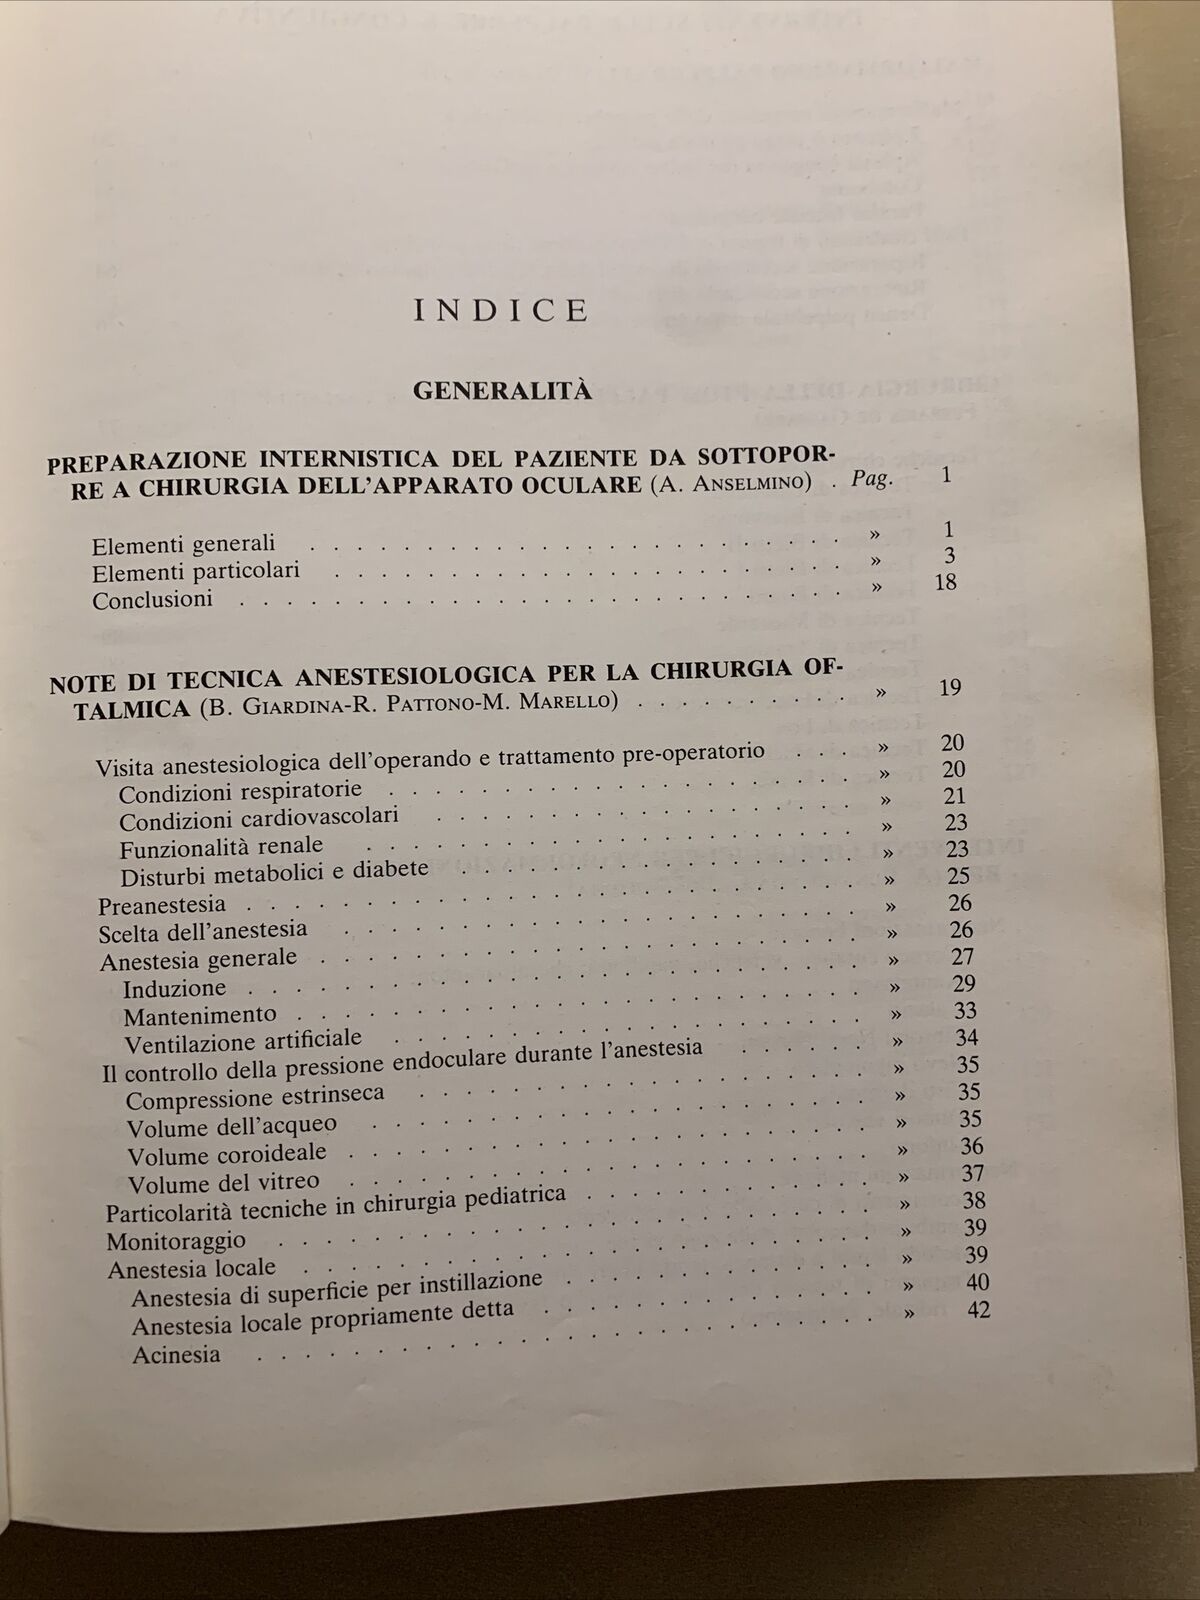 INDICE
GENERALITÀ
PREPARAZIONE INTERNISTICA DEL PAZIENTE DA SOTTOPOR-
RE A CHIRURGIA DELL'APPARATO OCULARE (A. ANSELMINO) . Pag. 1
Elementi generali . . . . . . . . . . » 1
Elementi particolari . . . . . . . . . . » 3
Conclusioni . . . . . . . . . . » 18
NOTE DI TECNICA ANESTESIOLOGICA PER LA CHIRURGIA OF-
TALMICA (B. GIARDINA-R. PATTONO-M. MARELLO) . . . . . . . . . . » 19
Visita anestesiologica dell'operando e trattamento pre-operatorio . . . » 20
Condizioni respiratorie . . . . . . . . . . » 20
Condizioni cardiovascolari . . . . . . . . . . » 21
Funzionalità renale . . . . . . . . . . » 23
Disturbi metabolici e diabete . . . . . . . . . . » 23
Preanestesia . . . . . . . . . . » 25
Scelta dell'anestesia . . . . . . . . . . » 26
Anestesia generale . . . . . . . . . . » 26
Induzione . . . . . . . . . . » 27
Mantenimento . . . . . . . . . . » 29
Ventilazione artificiale . . . . . . . . . . » 33
Il controllo della pressione endoculare durante l'anestesia . . . . . » 34
Compressione estrinseca . . . . . . . . . . » 35
Volume dell'acqueo . . . . . . . . . . » 35
Volume coroideale . . . . . . . . . . » 35
Volume del vitreo . . . . . . . . . . » 36
Particolarità tecniche in chirurgia pediatrica . . . . . . . . . . » 37
Monitoraggio . . . . . . . . . . » 38
Anestesia locale . . . . . . . . . . » 39
Anestesia di superficie per instillazione . . . . . . . . . . » 39
Anestesia locale propriamente detta . . . . . . . . . . » 40
Acinesia . . . . . . . . . . » 42